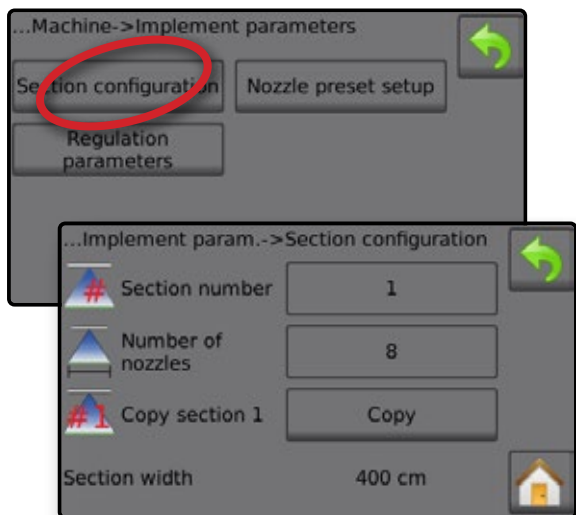 ...Machine->Implement parameters
Section configuration
Nozzle preset setup
Regulation
parameters
...Implement param.->Section configuration
# Section number
1
Number of
nozzles
8
#1 Copy section 1
Copy
Section width
400 cm